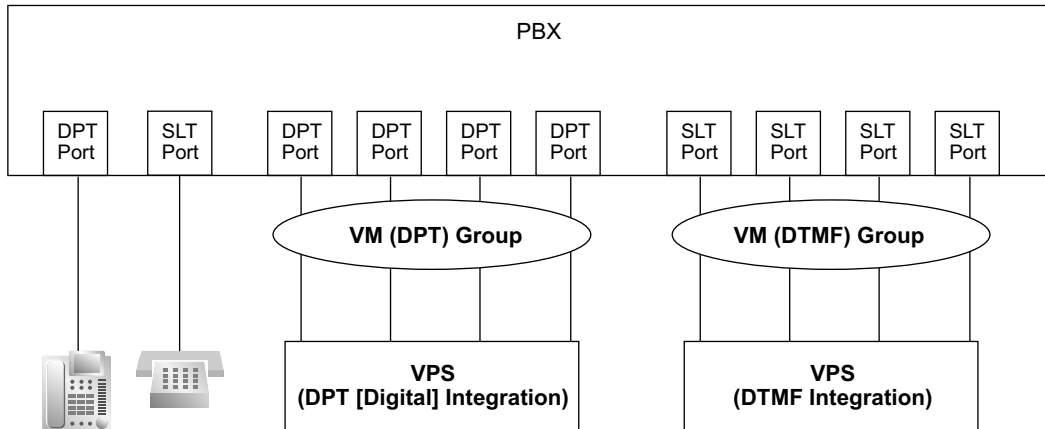 PBX
DPT
Port
SLT
Port
DPT
Port
DPT
Port
DPT
Port
DPT
Port
SLT
Port
SLT
Port
SLT
Port
SLT
Port
VM (DPT) Group
VM (DTMF) Group
VPS
(DPT [Digital] Integration)
VPS
(DTMF Integration)